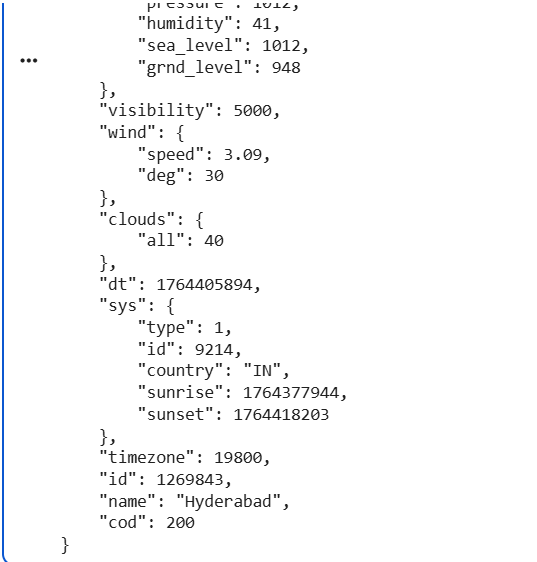 "pressure": 1012,
"humidity": 41,
"sea_level": 1012,
"grnd_level": 948
},
"visibility": 5000,
"wind": {
"speed": 3.09,
"deg": 30
},
"clouds": {
"all": 40
},
"dt": 1764405894,
"sys": {
"type": 1,
"id": 9214,
"country": "IN",
"sunrise": 1764377944,
"sunset": 1764418203
},
"timezone": 19800,
"id": 1269843,
"name": "Hyderabad",
"cod": 200
}